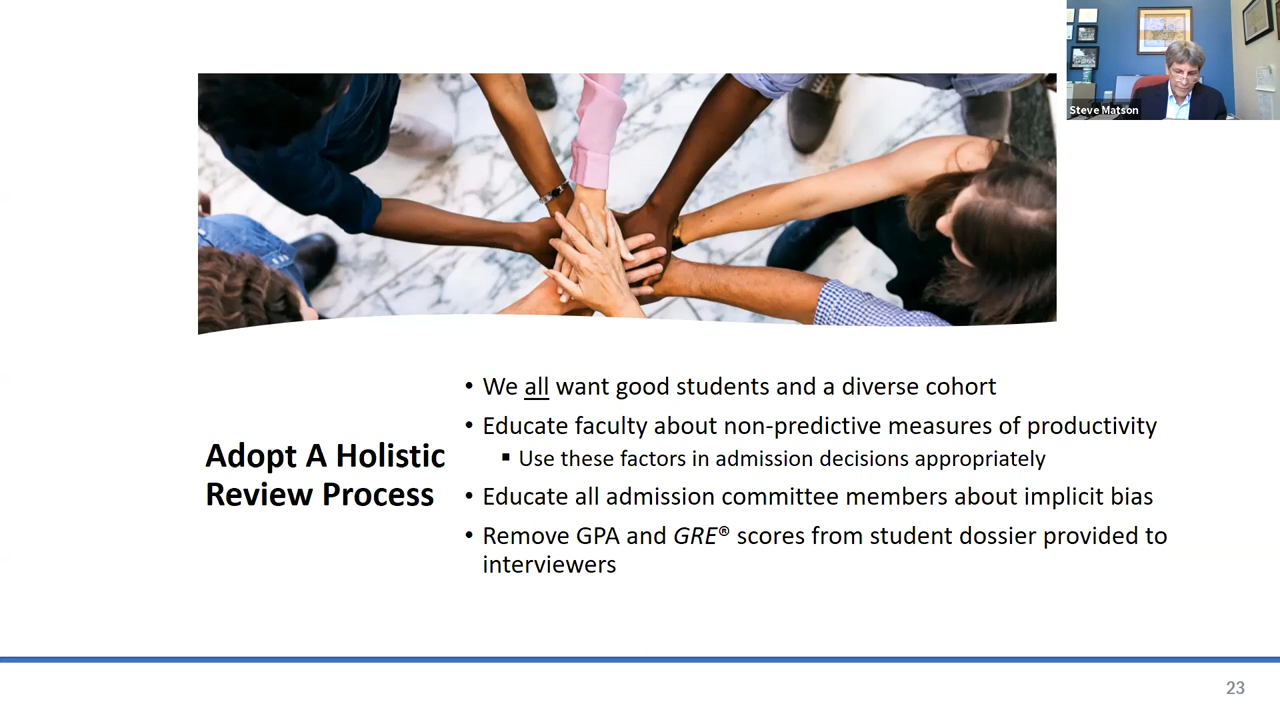 Steve Matson
Adopt A Holistic
Review Process
• We all want good students and a diverse cohort
• Educate faculty about non-predictive measures of productivity
▪ Use these factors in admission decisions appropriately
• Educate all admission committee members about implicit bias
• Remove GPA and GRE® scores from student dossier provided to
interviewers
23